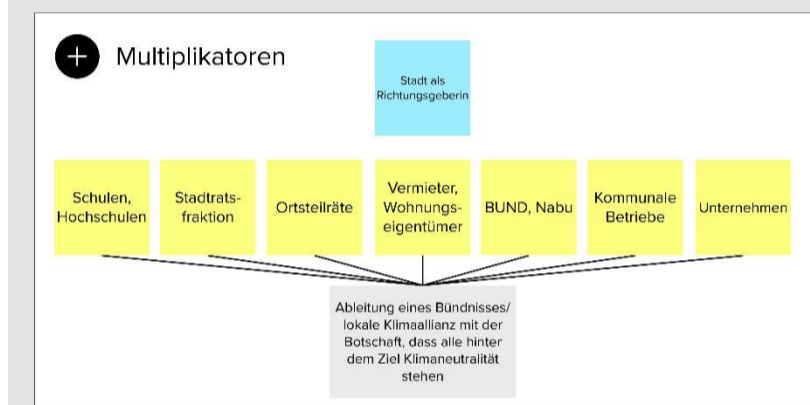 Multiplikatoren
Stadt als
Richtungsgeberin
Schulen,
Hochschulen
Stadtrats-
fraktion
Ortsteilräte
Vermieter,
Wohnungs-
eigentümer
BUND, Nabu
Kommunale
Betriebe
Unternehmen
Ableitung eines Bündnisses/
lokale Klimaallianz mit der
Botschaft, dass alle hinter
dem Ziel Klimaneutralität
stehen